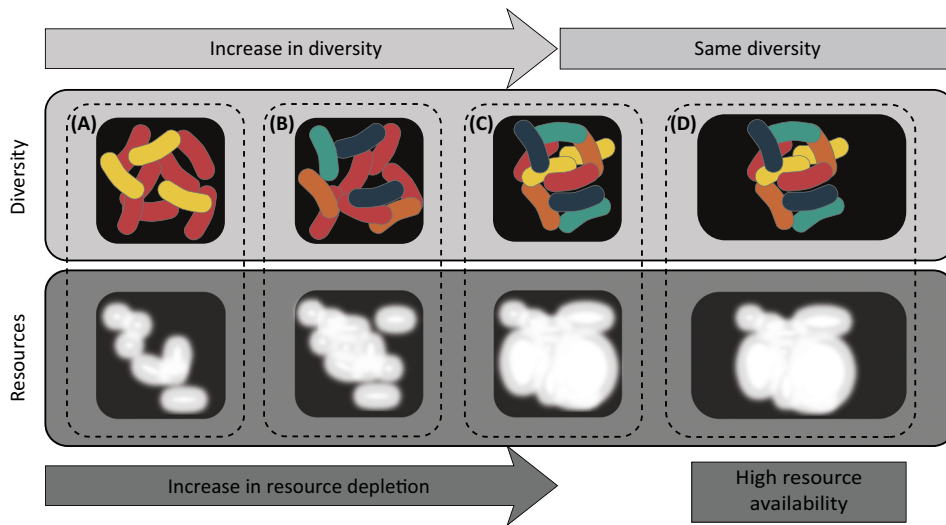 Increase in diversity
Same diversity
Diversity
(A)
(B)
(C)
(D)
Resources
Increase in resource depletion
High resource
availability